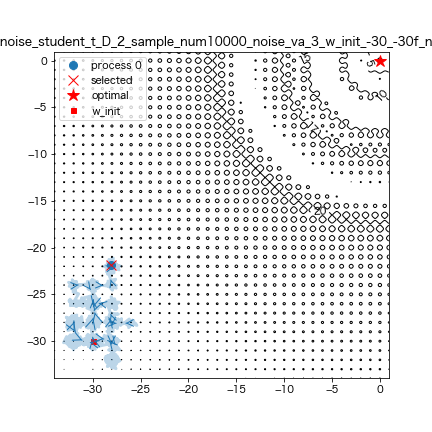 noise_student_t_D_2_sample_num10000_noise_va_3_w_init_-30_-30f_n
process 0
selected
optimal
w_init
0
−5
−10
−15
−20
−25
−30
20
−30 −25 −20 −15 −10 −5 0